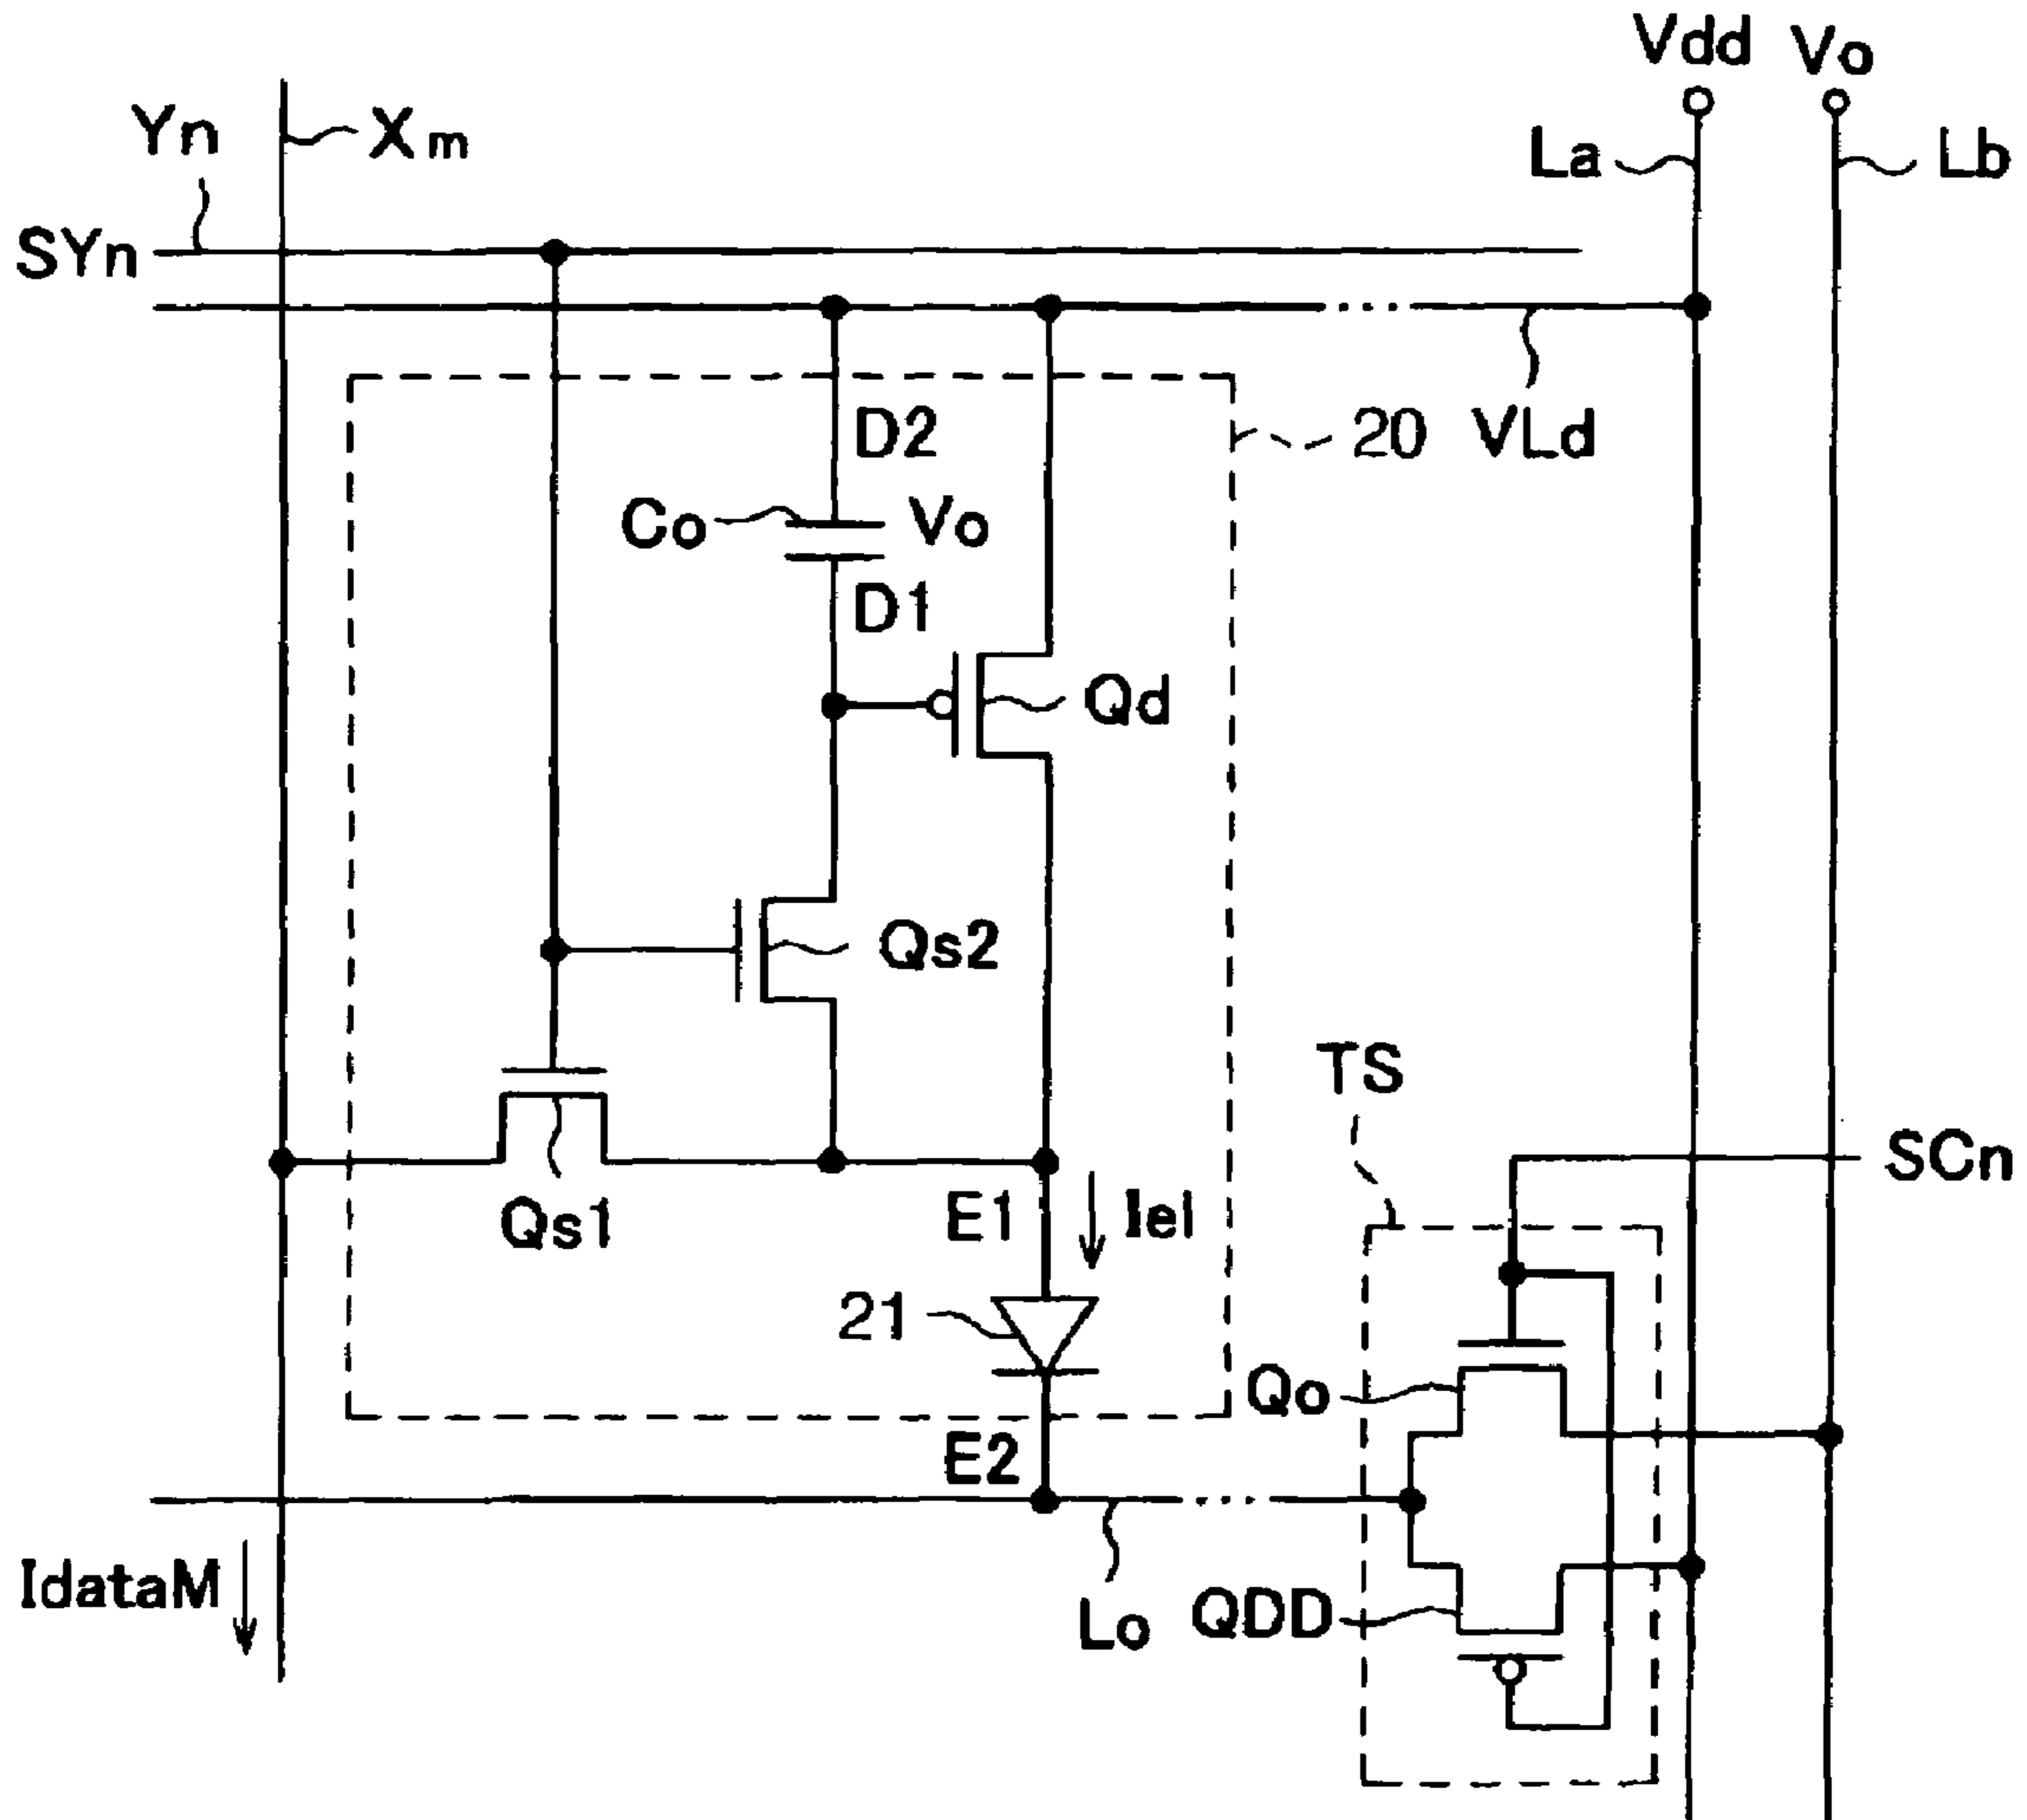 Vdd
Vo
Yn
Xm
La
Lb
SYn
D2
20
VLd
Co
Vo
D1
Qd
Qs2
TS
SCn
Qs1
E1
Iel
21
Qo
E2
IdataM
Lo
QDD